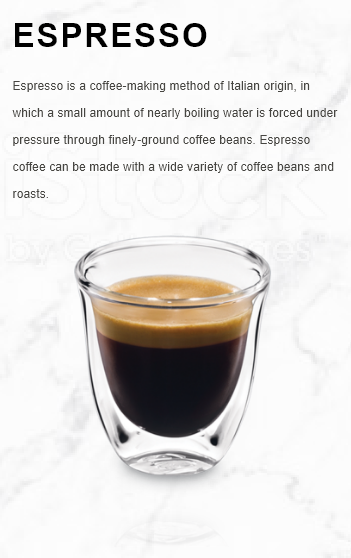 ESPRESSO
Espresso is a coffee-making method of Italian origin, in
which a small amount of nearly boiling water is forced under
pressure through finely-ground coffee beans. Espresso
coffee can be made with a wide variety of coffee beans and
roasts.
iStock